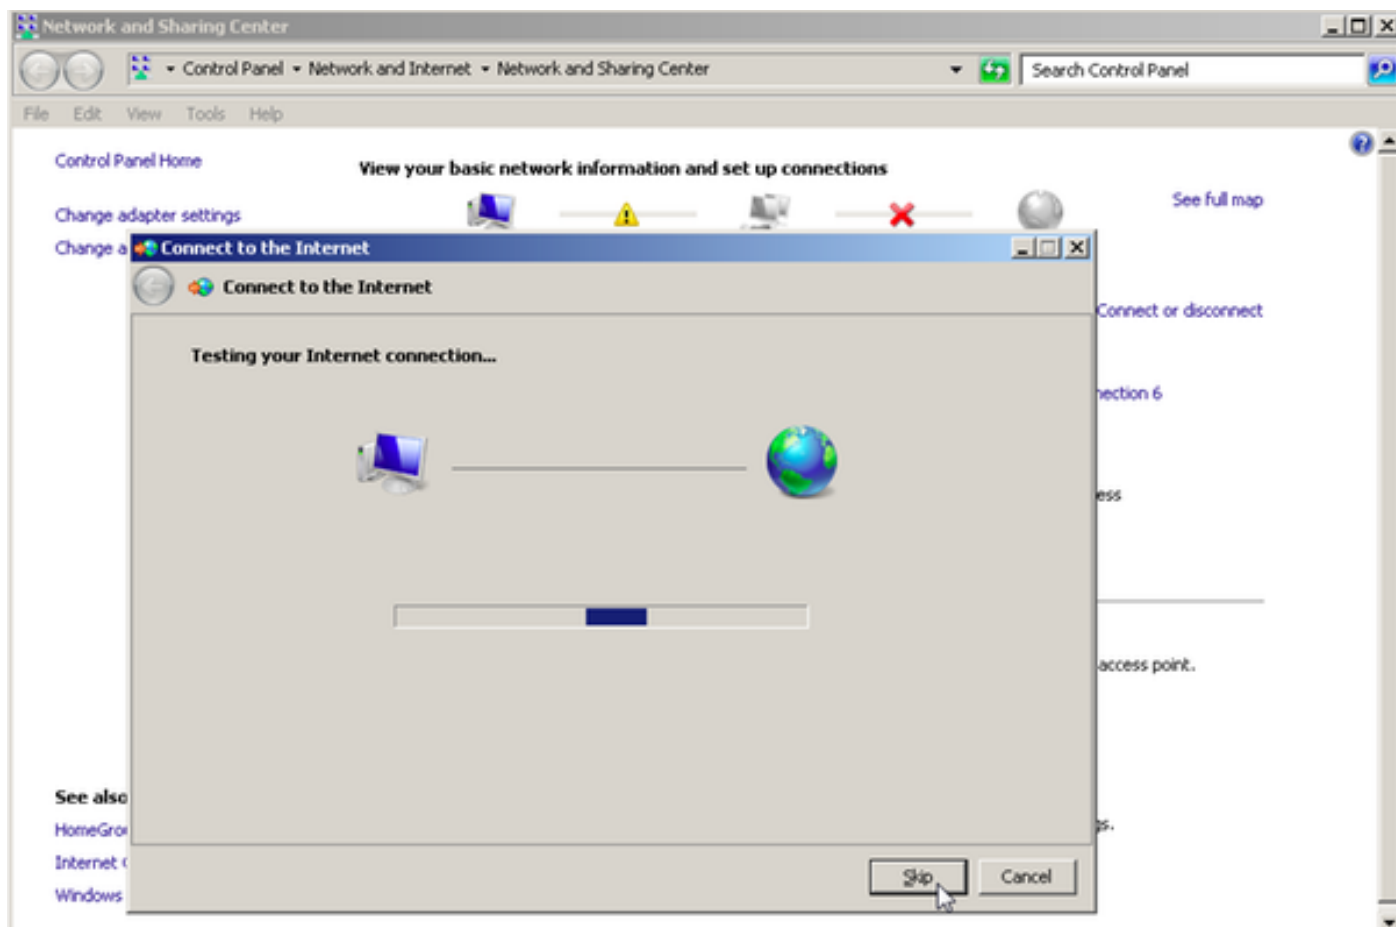 Network and Sharing Center
Control Panel Network and Internet Network and Sharing Center Search Control Panel
File Edit View Tools Help
Control Panel Home
View your basic network information and set up connections
See full map
Change adapter settings
Change a
Connect to the Internet
Connect to the Internet
Connect or disconnect
Testing your Internet connection...
nection 6
ess
access point.
See also
HomeGro
gs.
Internet
Skip Cancel
Windows